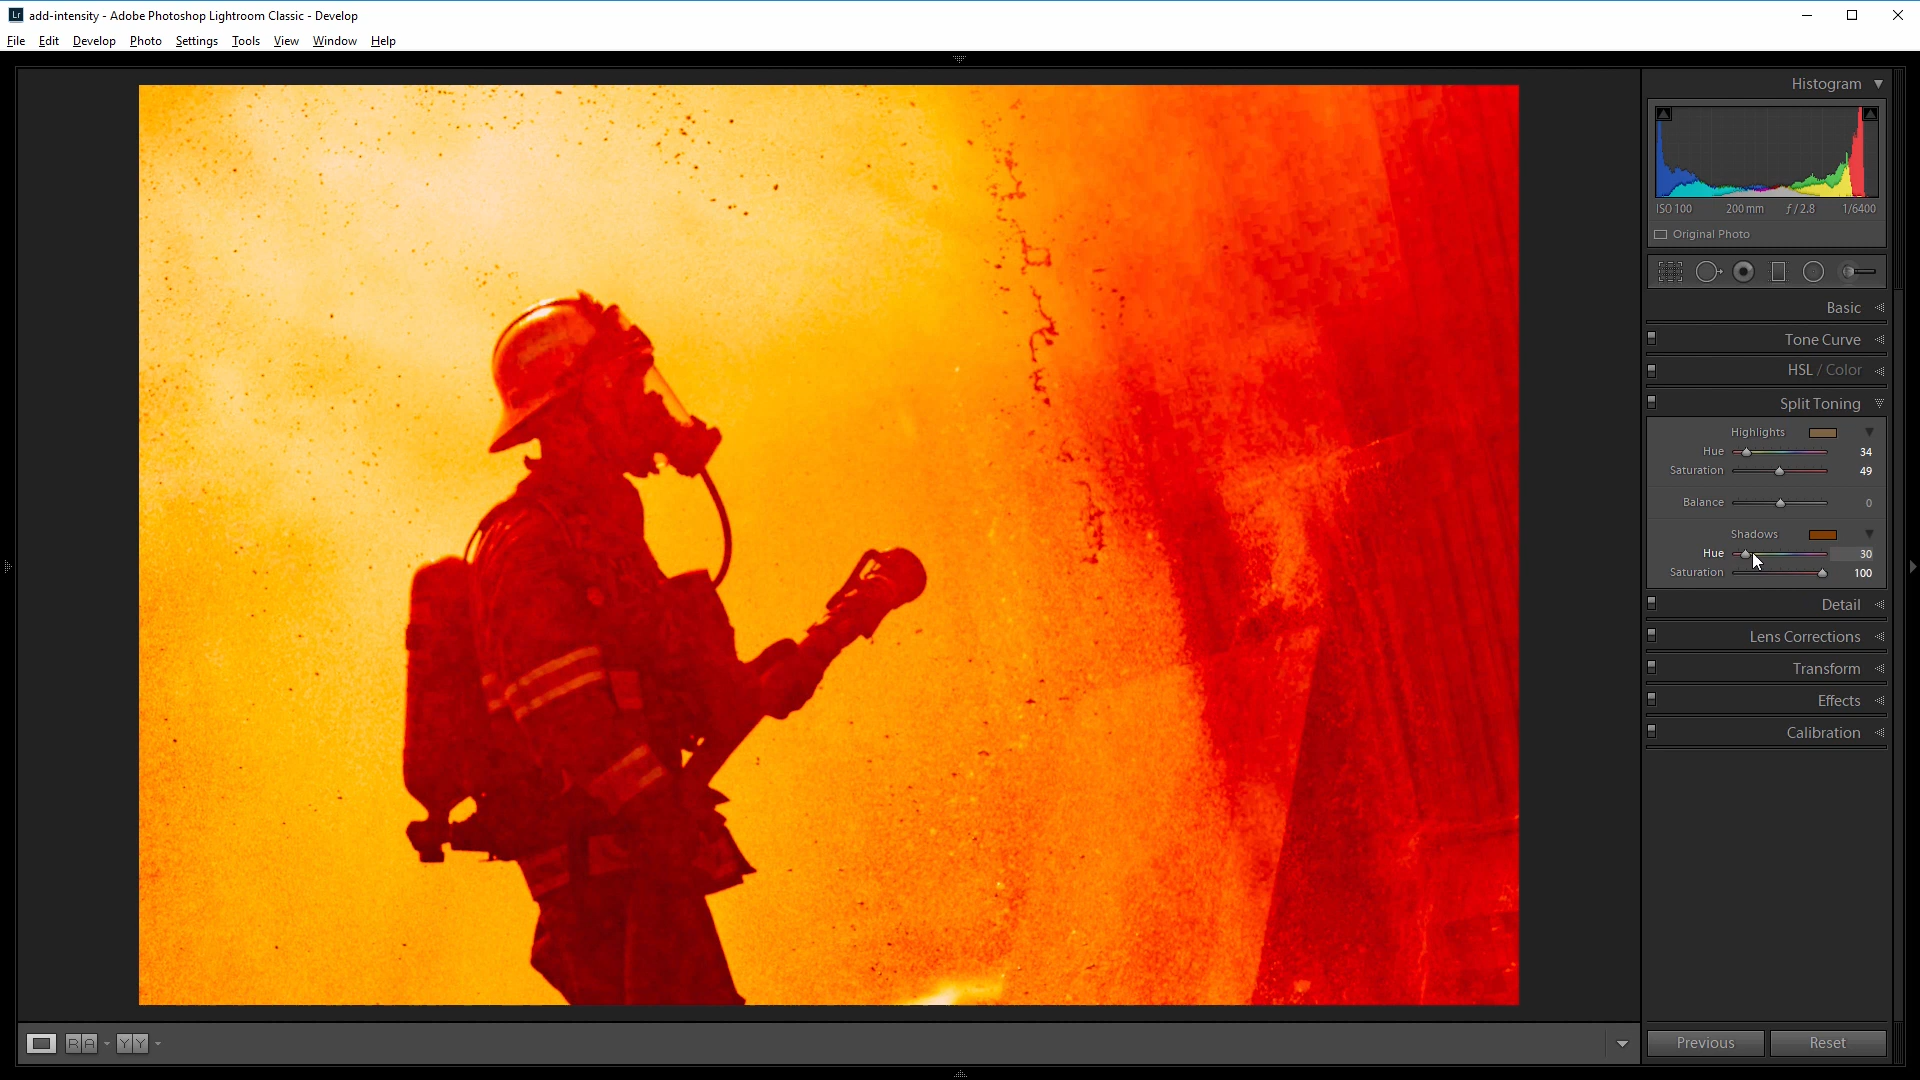 Lr add-intensity - Adobe Photoshop Lightroom Classic - Develop
File Edit Develop Photo Settings Tools View Window Help
Histogram
ISO 100 200 mm f / 2.8 1/6400
Original Photo
Basic
Tone Curve
HSL / Color
Split Toning
Highlights
Hue 34
Saturation 49
Balance 0
Shadows
Hue 30
Saturation 100
Detail
Lens Corrections
Transform
Effects
Calibration
R A Y Y
Previous Reset